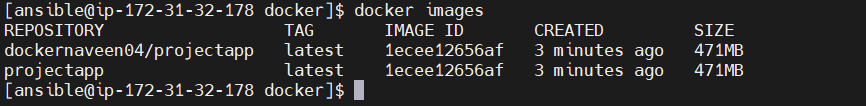 [ansible@ip-172-31-32-178 docker]$ docker images
REPOSITORY                 TAG       IMAGE ID       CREATED         SIZE
dockernaveen04/projectapp   latest    1ecee12656af   3 minutes ago   471MB
projectapp                 latest    1ecee12656af   3 minutes ago   471MB
[ansible@ip-172-31-32-178 docker]$